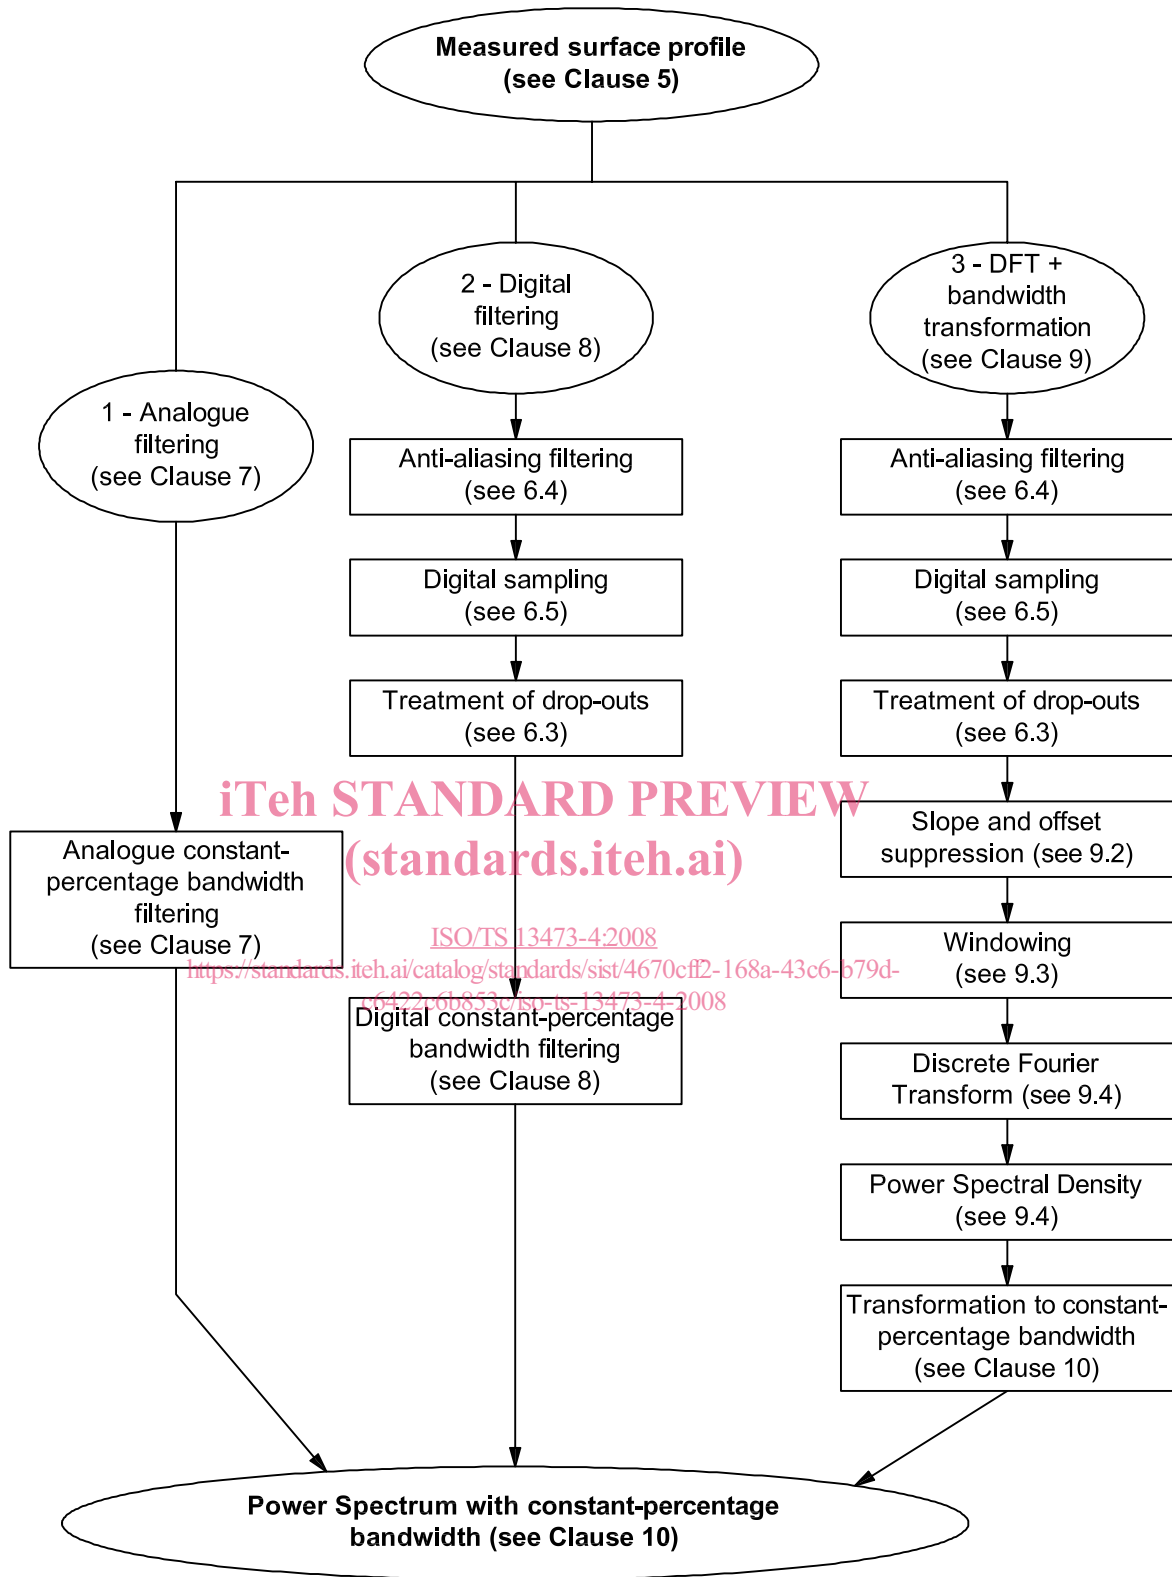 Measured surface profile
(see Clause 5)
1 - Analogue
filtering
(see Clause 7)
Analogue constant-
percentage bandwidth
filtering
(see Clause 7)
2 - Digital
filtering
(see Clause 8)
Anti-aliasing filtering
(see 6.4)
Digital sampling
(see 6.5)
Treatment of drop-outs
(see 6.3)
Digital constant-percentage
bandwidth filtering
(see Clause 8)
3 - DFT +
bandwidth
transformation
(see Clause 9)
Anti-aliasing filtering
(see 6.4)
Digital sampling
(see 6.5)
Treatment of drop-outs
(see 6.3)
Slope and offset
suppression (see 9.2)
Windowing
(see 9.3)
Discrete Fourier
Transform (see 9.4)
Power Spectral Density
(see 9.4)
Transformation to constant-
percentage bandwidth
(see Clause 10)
Power Spectrum with constant-percentage
bandwidth (see Clause 10)
iTeh STANDARD PREVIEW
(standards.iteh.ai)
ISO/TS 13473-4:2008
https://standards.iteh.ai/catalog/standards/sist/4670cff2-168a-43c6-b79d-
c6422c6b853c/iso-ts-13473-4-2008